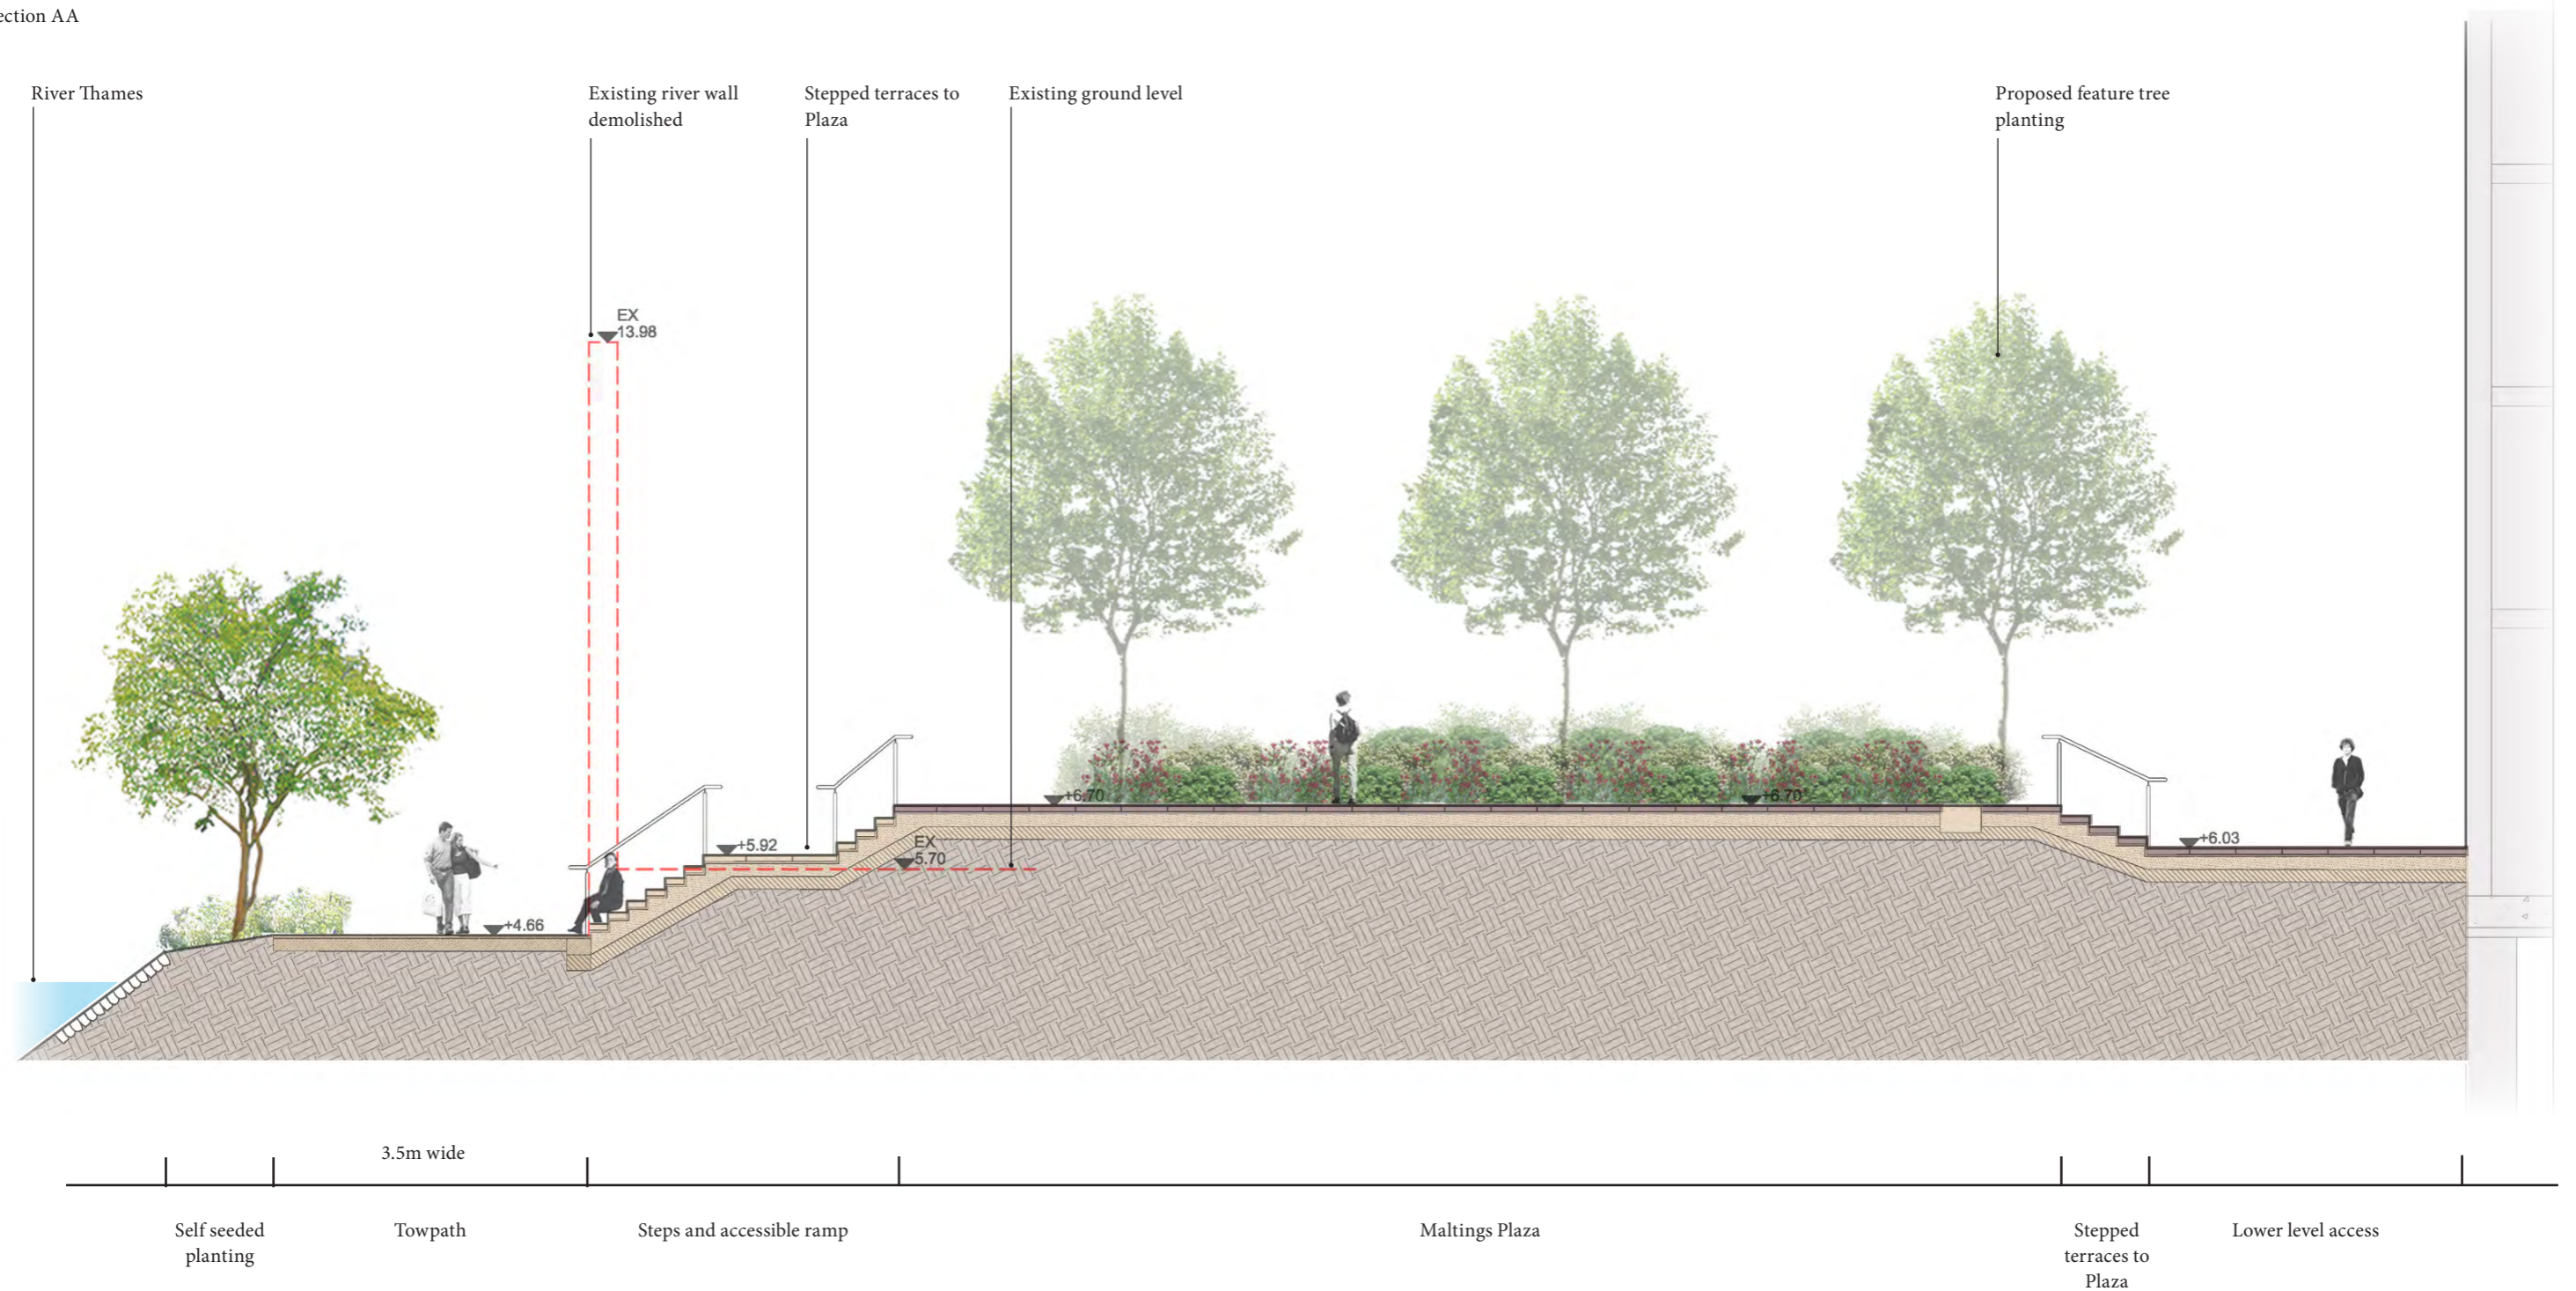 ection AA
River Thames
Existing river wall
demolished
Stepped terraces to
Plaza
Existing ground level
Proposed feature tree
planting
EX
13.98
+6.70
+6.70
EX
5.70
+5.92
+6.03
+4.66
3.5m wide
Self seeded
planting
Towpath
Steps and accessible ramp
Maltings Plaza
Stepped
terraces to
Plaza
Lower level access